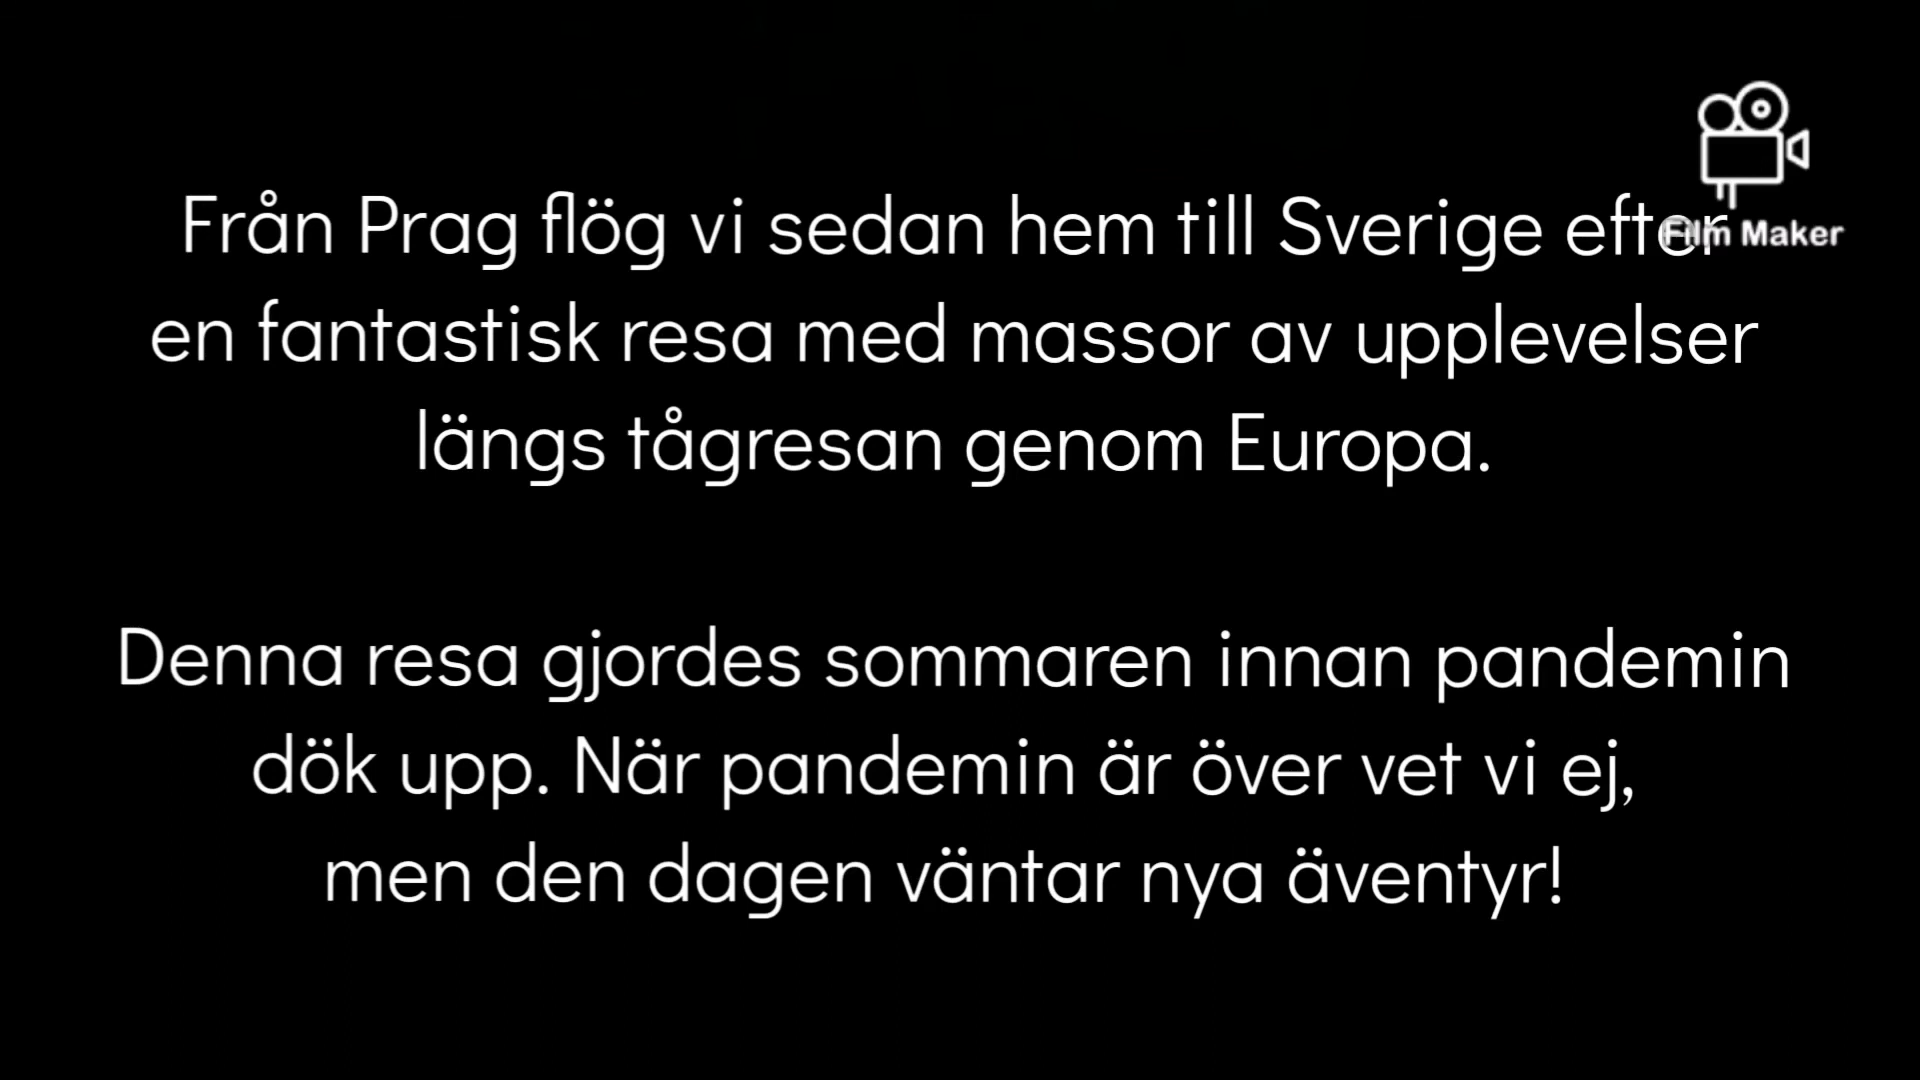 Från Prag flög vi sedan hem till Sverige efter
en fantastisk resa med massor av upplevelser
längs tågresan genom Europa.
Denna resa gjordes sommaren innan pandemin
dök upp. När pandemin är över vet vi ej,
men den dagen väntar nya äventyr!
Film Maker